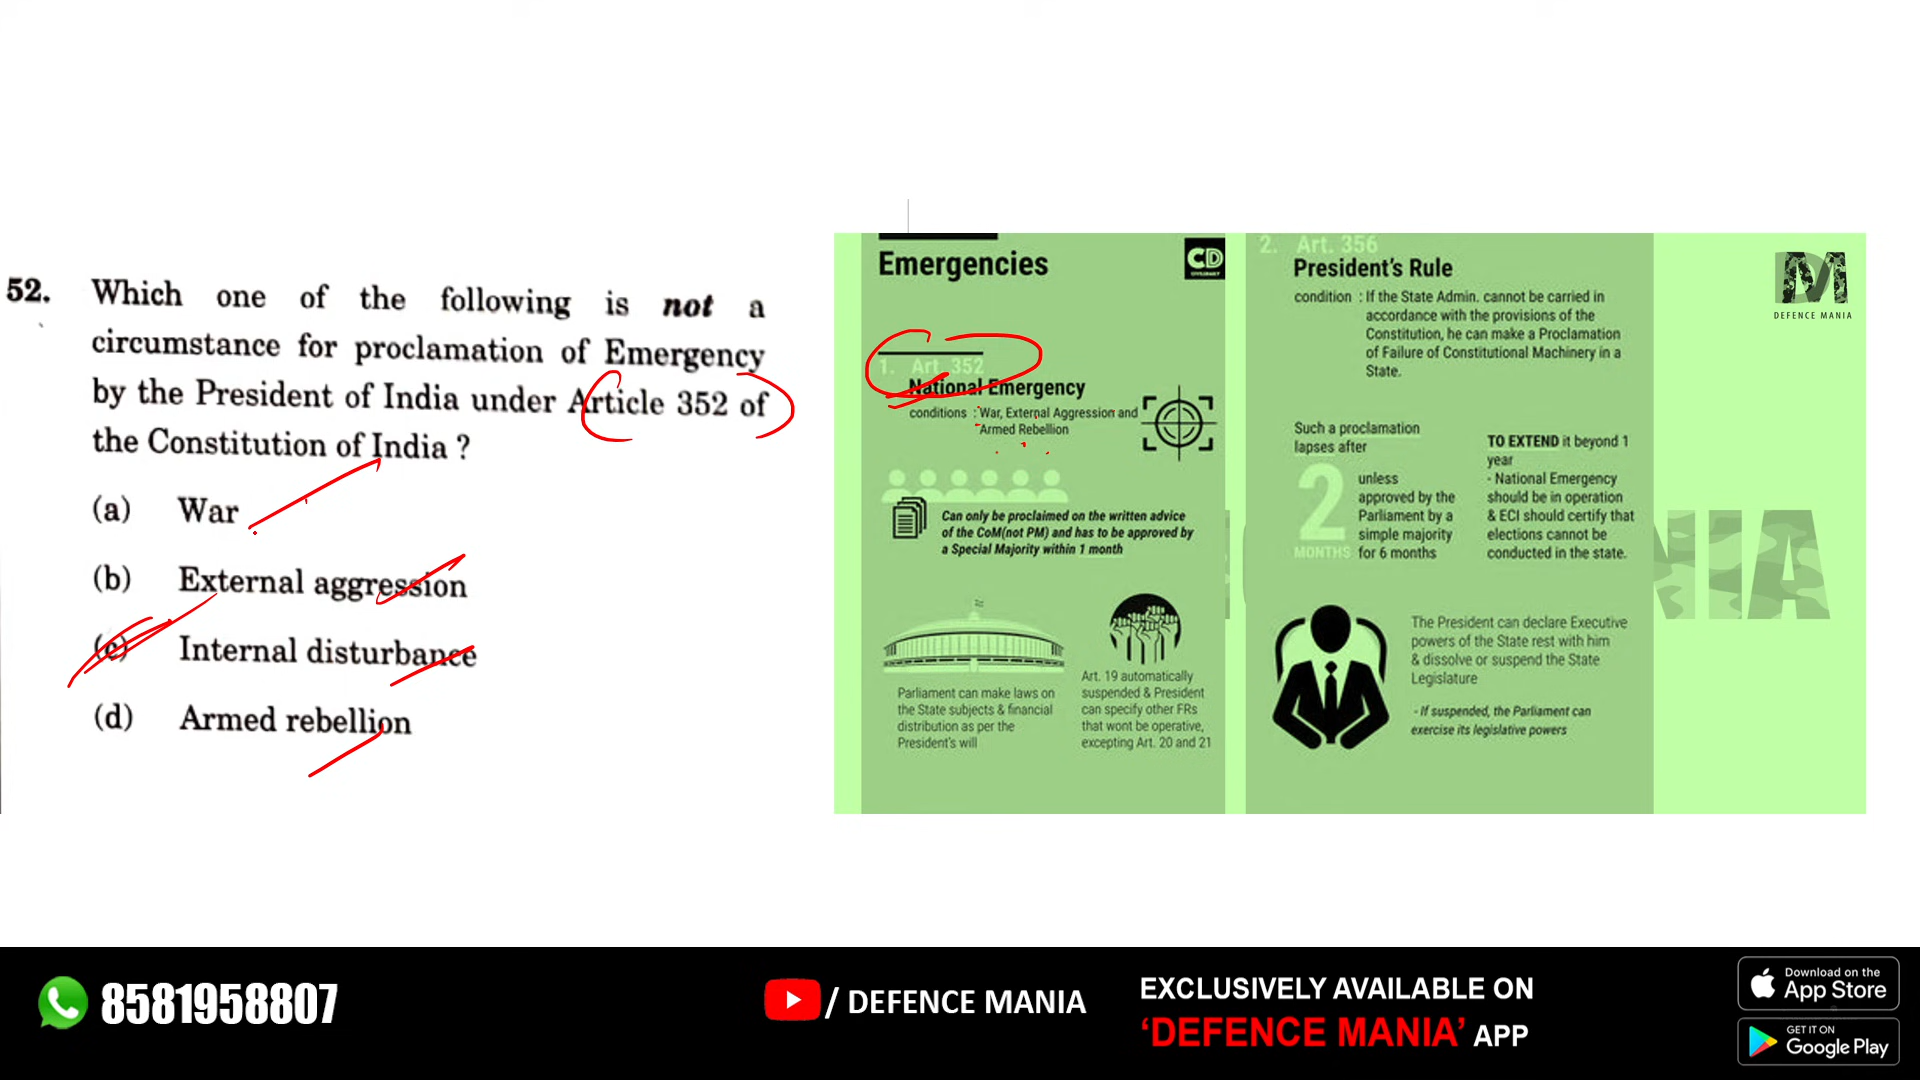 52. Which one of the following is not a
circumstance for proclamation of Emergency
by the President of India under Article 352 of
the Constitution of India ?
(a) War
(b) External aggression
(c) Internal disturbance
(d) Armed rebellion
Emergencies
CD
1. Art. 352
National Emergency
conditions : War, External Aggression and
Armed Rebellion
Can only be proclaimed on the written advice
of the CoM(not PM) and has to be approved by
a Special Majority within 1 month
Parliament can make laws on
the State subjects & financial
distribution as per the
President's will
Art. 19 automatically
suspended & President
can specify other FRs
that wont be operative,
excepting Art. 20 and 21
2. Art. 356
President's Rule
condition : If the State Admin. cannot be carried in
accordance with the provisions of the
Constitution, he can make a Proclamation
of Failure of Constitutional Machinery in a
State.
Such a proclamation
lapses after
2
MONTHS
unless
approved by the
Parliament by a
simple majority
for 6 months
TO EXTEND it beyond 1
year
- National Emergency
should be in operation
& ECI should certify that
elections cannot be
conducted in the state.
The President can declare Executive
powers of the State rest with him
& dissolve or suspend the State
Legislature
- If suspended, the Parliament can
exercise its legislative powers
DM
DEFENCE MANIA
8581958807
/ DEFENCE MANIA
EXCLUSIVELY AVAILABLE ON
‘DEFENCE MANIA’ APP
Download on the
App Store
GET IT ON
Google Play